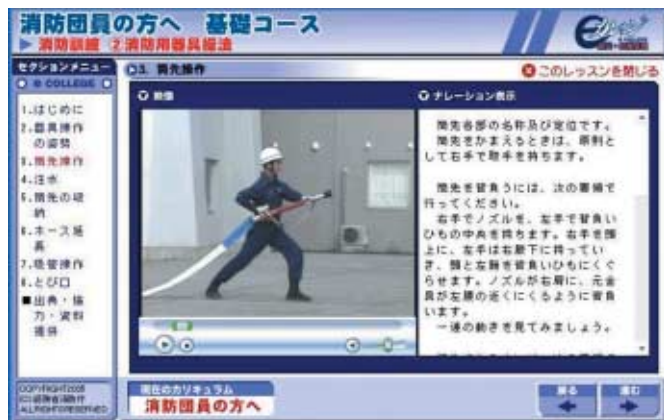 消防団員の方へ 基礎コース
▶ 消防訓練 ②消防用器具操法
セクションメニュー
e COLLEGE
1.はじめに
2.器具操作
の姿勢
3.筒先操作
4.注水
5.筒先の収
納
6.ホース延
長
7.吸管操作
8.とび口
■出典・協
力・資料
提供
3. 筒先操作
このレッスンを閉じる
映像
ナレーション表示
筒先各部の名称及び定位です。
筒先をかまえるときは、原則と
して右手で取手を持ちます。
筒先を背負うには、次の要領で
行ってください。
右手でノズルを、左手で背負い
ひもの中央を持ちます。右手を頭
上に、左手は右腋下に持ってい
き、頭と左腕を背負いひもにくぐ
らせます。ノズルが右肩に、元金
具が左腰の近くにくるように背負
います。
一連の動きを見てみましょう。
COPYRIGHT2005
(C)総務省消防庁
ALL RIGHTS RESERVED
現在のカリキュラム
消防団員の方へ
戻る
進む